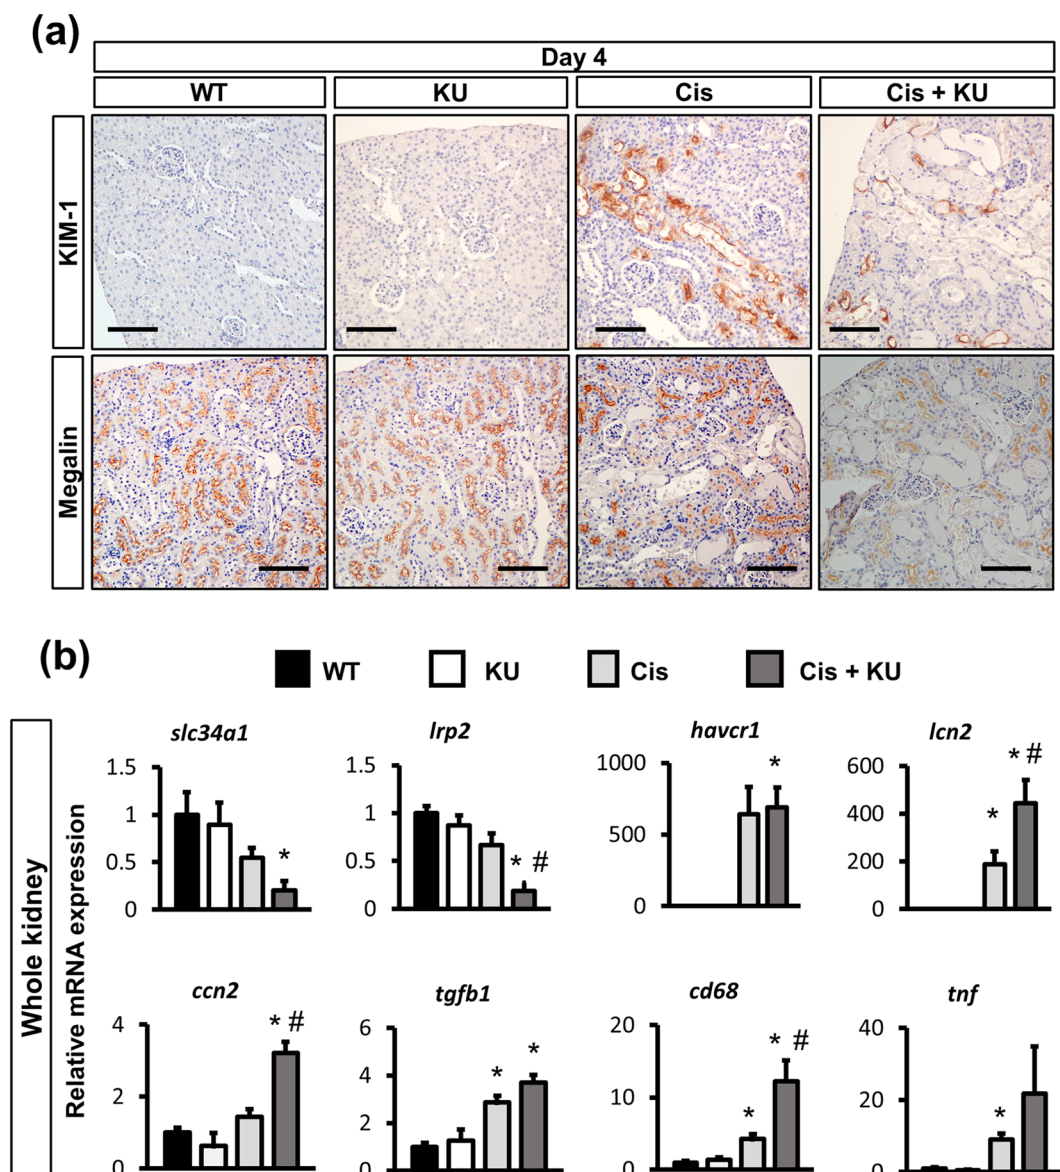 (a)
Day 4
WT KU Cis Cis + KU
KIM-1
Megalin
(b)
WT KU Cis Cis + KU
Whole kidney
Relative mRNA expression
slc34a1 lrp2 havcr1 lcn2
1.5 1.5 1000 600
* #
1 1 * 400
*
500
0.5 * 0.5 * # 200
0 0 0 0
ccn2 tgfb1 cd68 tnf
4 6 20 40
* # * * #
4 *
2 10 20
2 * *
0 0 0 0